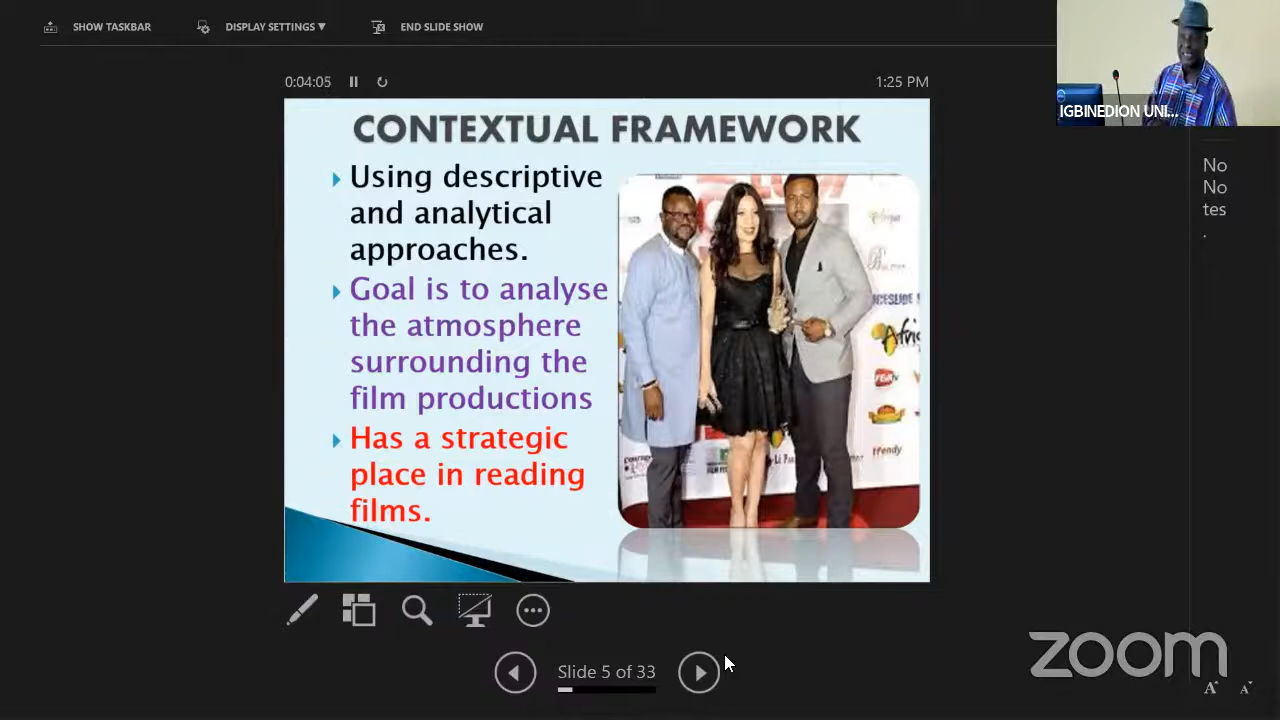 SHOW TASKBAR
DISPLAY SETTINGS ▼
END SLIDE SHOW
IGBINEDION UNI...
0:04:05
1:25 PM
CONTEXTUAL FRAMEWORK
Using descriptive
and analytical
approaches.
Goal is to analyse
the atmosphere
surrounding the
film productions
Has a strategic
place in reading
films.
No
No
tes
.
Slide 5 of 33
zoom
A
A